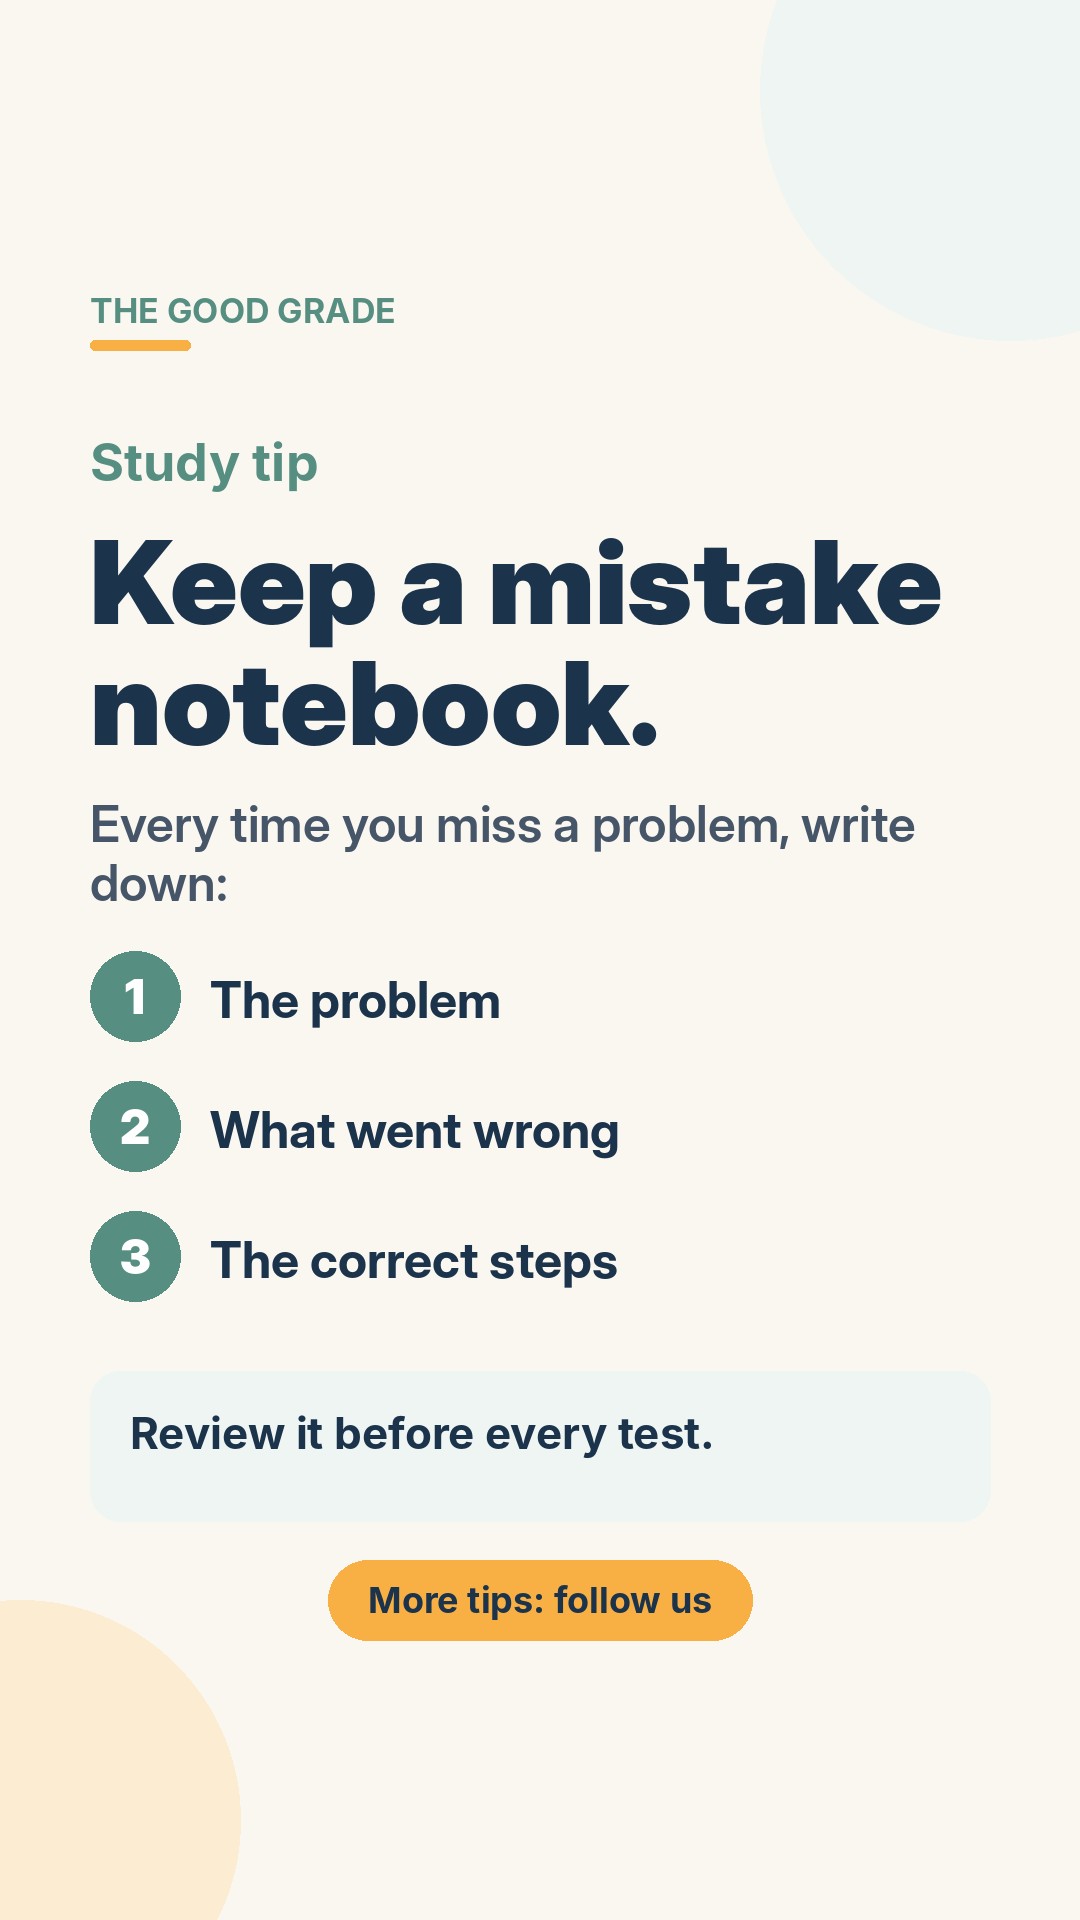 THE GOOD GRADE
Study tip
Keep a mistake
notebook.
Every time you miss a problem, write
down:
1 The problem
2 What went wrong
3 The correct steps
Review it before every test.
More tips: follow us